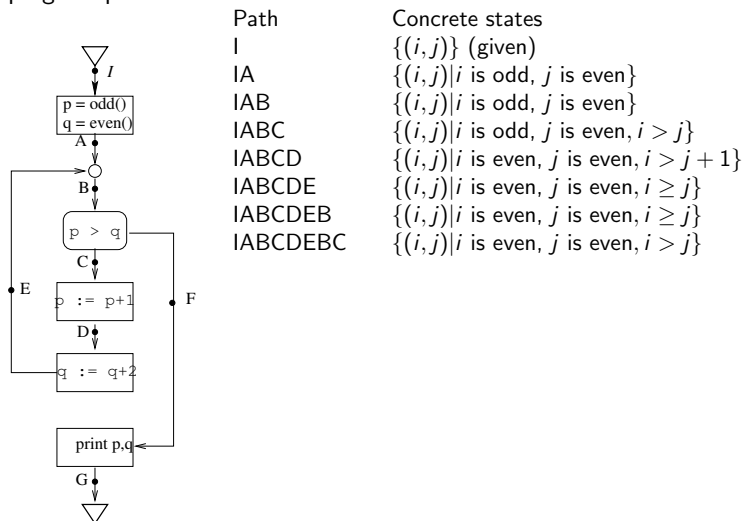 Path Concrete states
I {(i, j)} (given)
IA {(i, j)|i is odd, j is even}
IAB {(i, j)|i is odd, j is even}
IABC {(i, j)|i is odd, j is even, i > j}
IABCD {(i, j)|i is even, j is even, i > j + 1}
IABCDE {(i, j)|i is even, j is even, i ≥ j}
IABCDEB {(i, j)|i is even, j is even, i ≥ j}
IABCDEBC {(i, j)|i is even, j is even, i > j}
I
p = odd()
q = even()
A
B
p > q
C
E
F
p := p+1
D
q := q+2
print p,q
G